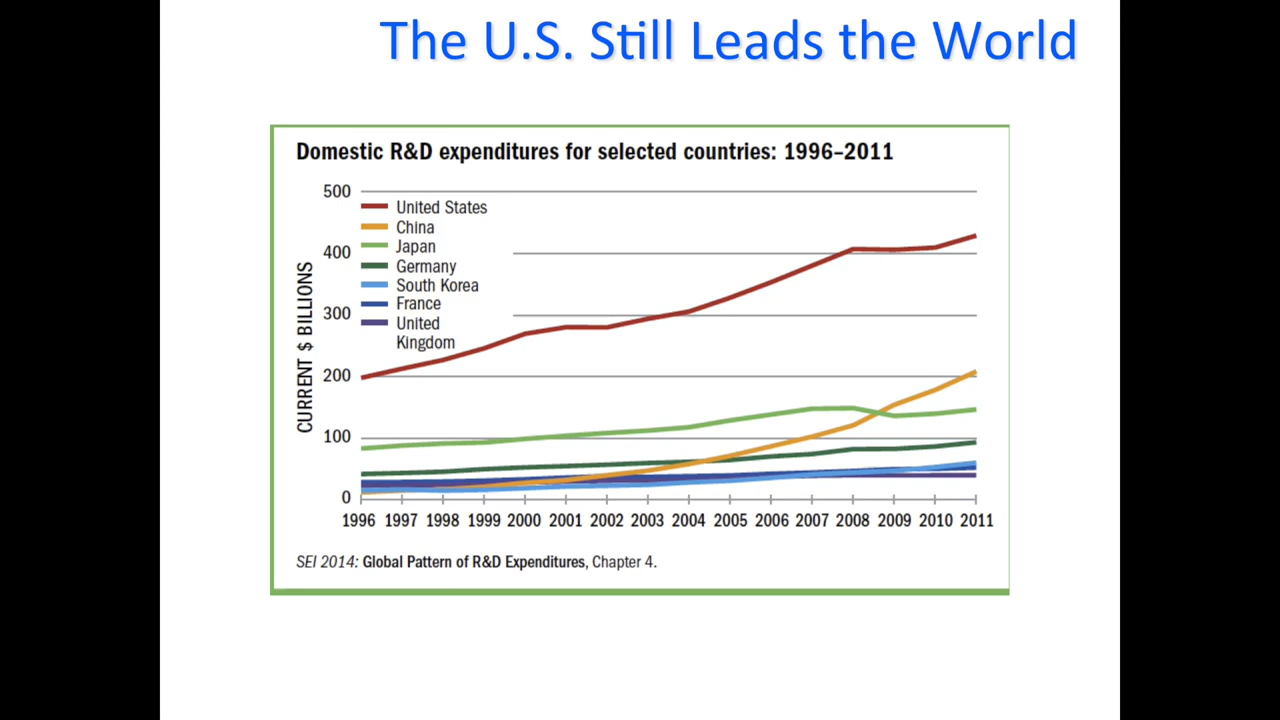 The U.S. Still Leads the World
Domestic R&D expenditures for selected countries: 1996–2011
CURRENT $ BILLIONS
500
400
300
200
100
0
United States
China
Japan
Germany
South Korea
France
United
Kingdom
1996 1997 1998 1999 2000 2001 2002 2003 2004 2005 2006 2007 2008 2009 2010 2011
SEI 2014: Global Pattern of R&D Expenditures, Chapter 4.